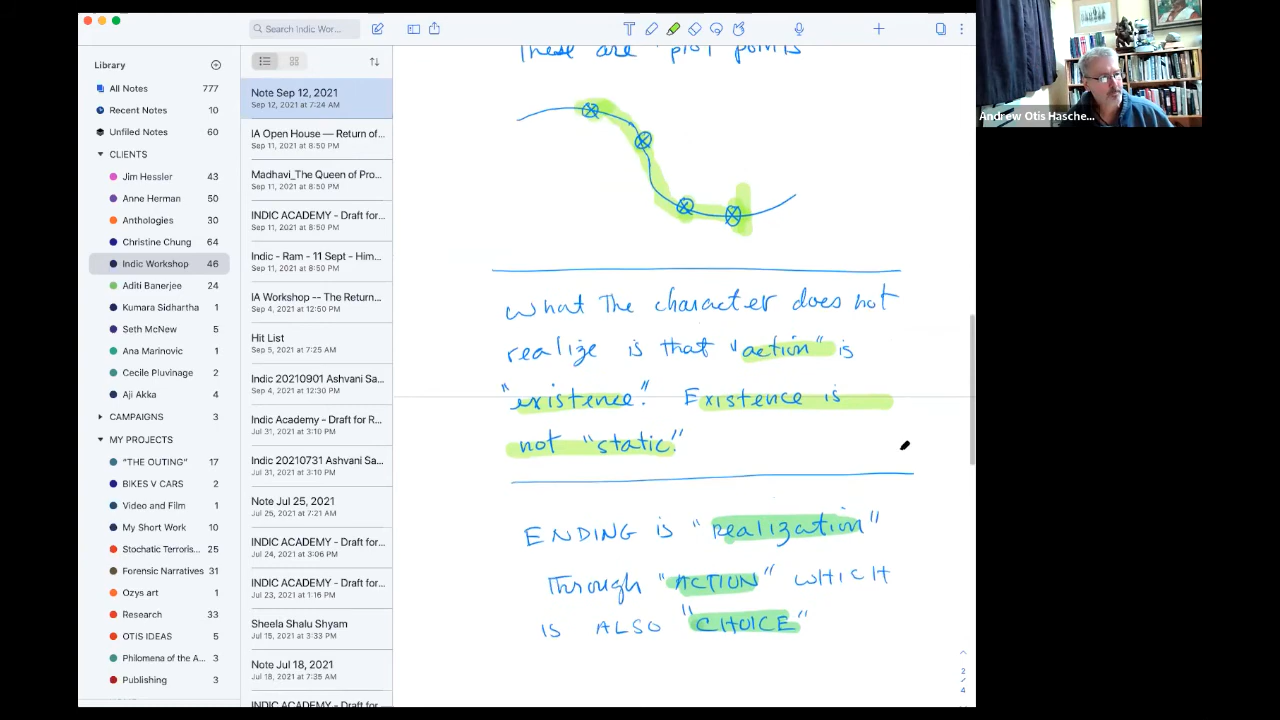 Search Indic Wor...
Library
All Notes 777
Recent Notes 10
Unfiled Notes 60
CLIENTS
Jim Hessler 43
Anne Herman 50
Anthologies 20
Christine Chung 64
Indic Workshop 46
Aditi Banerjee 24
Kumara Sidhartha 1
Seth McNew 5
Ana Marinovic 1
Cecile Pluvinage 2
Aji Akka 4
CAMPAIGNS 3
MY PROJECTS
"THE OUTING" 17
BIKES V CARS 2
Video and Film 1
My Short Work 10
Stochatic Terroris... 25
Forensic Narratives 31
Ozys art 1
Research 33
OTIS IDEAS 5
Philomena of the A... 3
Publishing 3
Note Sep 12, 2021
Sep 12, 2021 at 7:24 AM
IA Open House — Return of...
Sep 11, 2021 at 8:50 PM
Madhavi_The Queen of Pro...
Sep 11, 2021 at 8:50 PM
INDIC ACADEMY - Draft for...
Sep 11, 2021 at 8:50 PM
Indic - Ram - 11 Sept - Him...
Sep 11, 2021 at 8:50 PM
IA Workshop -- The Return...
Sep 4, 2021 at 12:50 PM
Hit List
Sep 5, 2021 at 7:25 AM
Indic 20210901 Ashvani Sa...
Sep 4, 2021 at 12:30 PM
Indic Academy - Draft for R...
Jul 31, 2021 at 3:10 PM
Indic 20210731 Ashvani Sa...
Jul 31, 2021 at 3:10 PM
Note Jul 25, 2021
Jul 25, 2021 at 7:21 AM
INDIC ACADEMY - Draft for...
Jul 24, 2021 at 3:06 PM
INDIC ACADEMY - Draft for...
Jul 23, 2021 at 1:16 PM
Sheela Shalu Shyam
Jul 15, 2021 at 3:33 PM
Note Jul 18, 2021
Jul 18, 2021 at 7:35 AM
INDIC ACADEMY - Draft for...
These are "plot points
What The character does not
realize is that "action" is
"existence." Existence is
not "static."
ENDING is "realization"
Through "ACTION" WHICH
IS ALSO "CHOICE"
2
4
Andrew Otis Hasche...